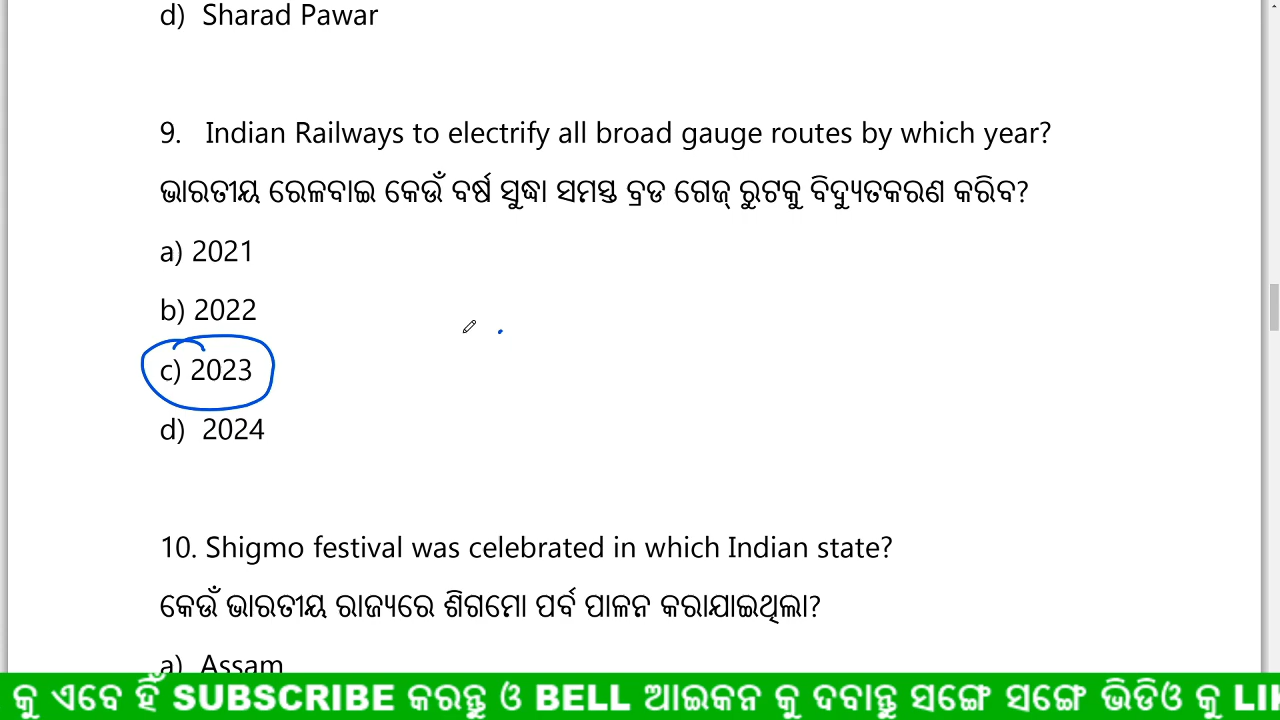 d) Sharad Pawar
9. Indian Railways to electrify all broad gauge routes by which year?
ଭାରତୀୟ ରେଳବାଇ କେଉଁ ବର୍ଷ ସୁଦ୍ଧା ସମସ୍ତ ବ୍ରଡ ଗେଜ୍ ରୁଟକୁ ବିଦ୍ୟୁତକରଣ କରିବ?
a) 2021
b) 2022
c) 2023
d) 2024
10. Shigmo festival was celebrated in which Indian state?
କେଉଁ ଭାରତୀୟ ରାଜ୍ୟରେ ଶିଗମୋ ପର୍ବ ପାଳନ କରାଯାଇଥିଲା?
a) Assam
କୁ ଏବେ ହିଁ SUBSCRIBE କରନ୍ତୁ ଓ BELL ଆଇକନ କୁ ଦବାନ୍ତୁ ସଙ୍ଗେ ସଙ୍ଗେ ଭିଡିଓ କୁ LI